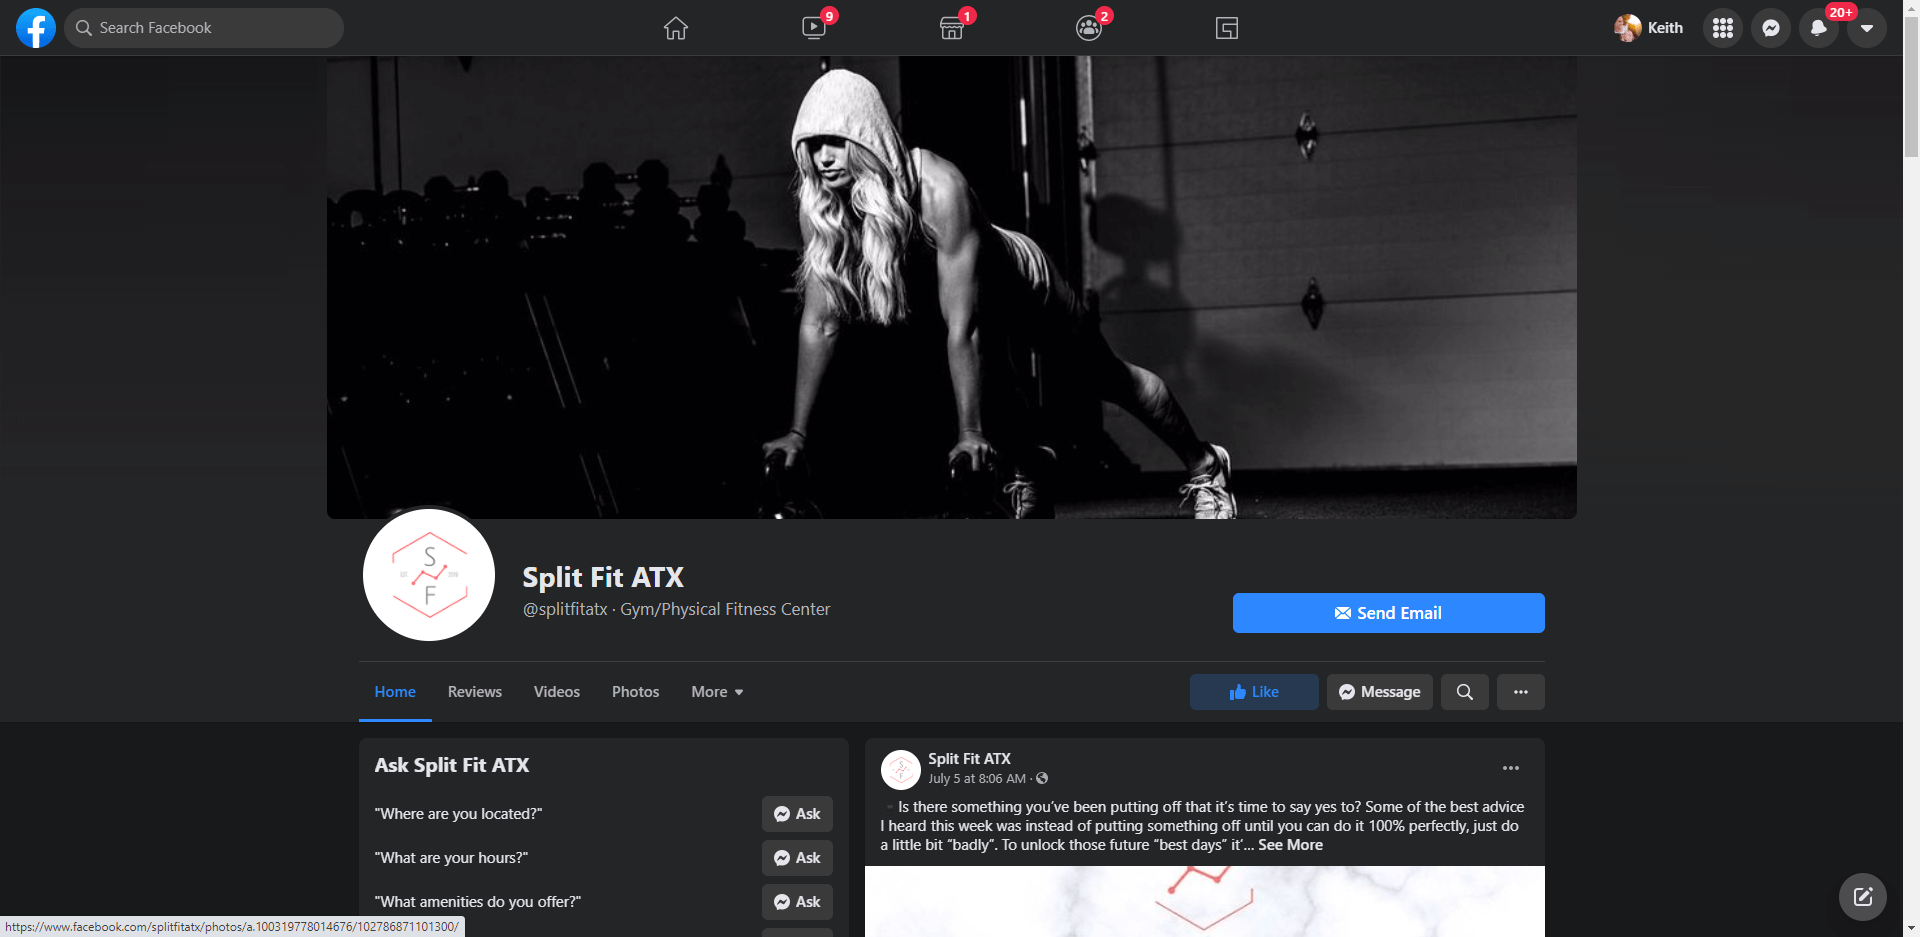 Search Facebook
9
1
2
Keith
20+
S
F
Split Fit ATX
@splitfitatx · Gym/Physical Fitness Center
Send Email
Home
Reviews
Videos
Photos
More
Like
Message
Ask Split Fit ATX
"Where are you located?"
Ask
"What are your hours?"
Ask
"What amenities do you offer?"
Ask
Split Fit ATX
July 5 at 8:06 AM ·
Is there something you’ve been putting off that it’s time to say yes to? Some of the best advice
I heard this week was instead of putting something off until you can do it 100% perfectly, just do
a little bit “badly”. To unlock those future “best days” it’... See More
https://www.facebook.com/splitfitatx/photos/a.100319778014676/102786871101300/